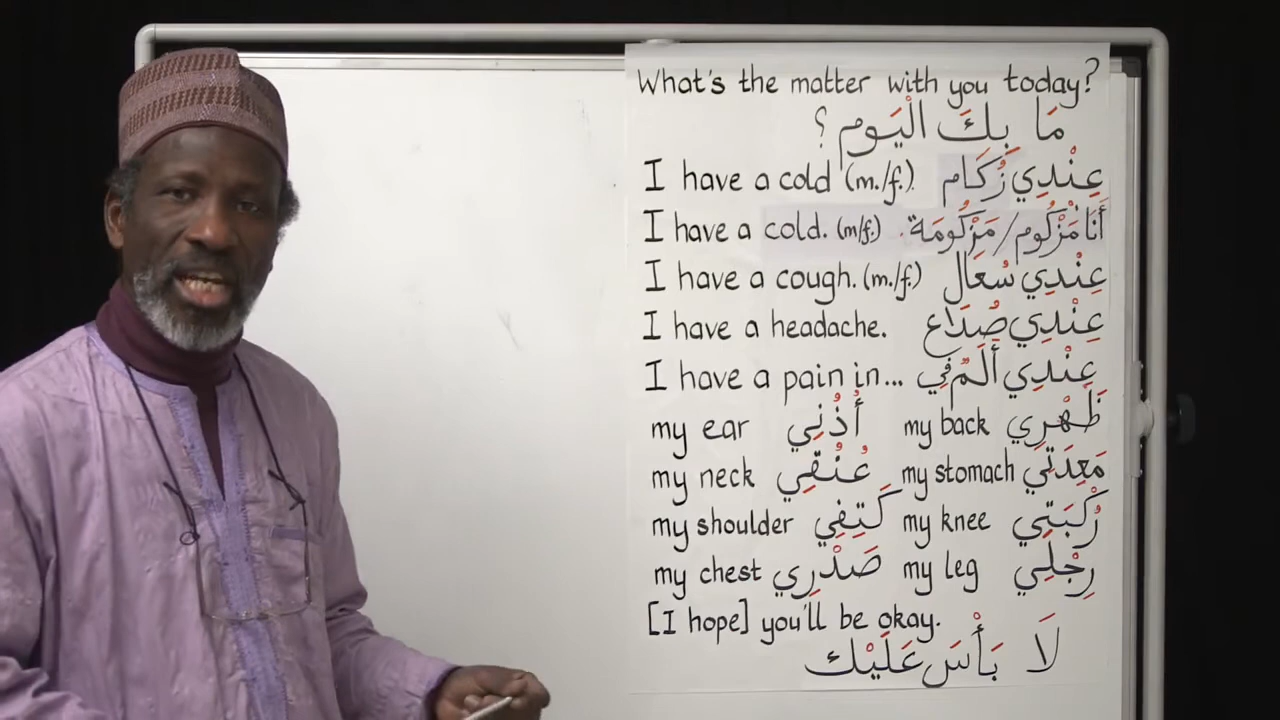 What's the matter with you today?
مَا بِكَ الْيَوم؟
I have a cold (m./f.). عِنْدِي زُكَام
I have a cold. (m/f.) أَنَا مَزْكُوم/مَزْكُومَة.
I have a cough. (m./f.) عِنْدِي سُعَال
I have a headache. عِنْدِي صُدَاع
I have a pain in... عِنْدِي أَلَمٌ فِي
my ear أُذُنِي my back ظَهْرِي
my neck عُنْقِي my stomach مَعِدَتِي
my shoulder كَتِفِي my knee رُكْبَتِي
my chest صَدْرِي my leg رِجْلِي
[I hope] you'll be okay.
لَا بَأْسَ عَلَيْك